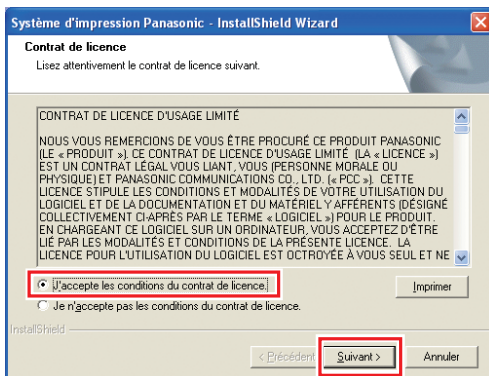 Système d'impression Panasonic - InstallShield Wizard
Contrat de licence
Lisez attentivement le contrat de licence suivant.
CONTRAT DE LICENCE D'USAGE LIMITÉ
NOUS VOUS REMERCIONS DE VOUS ÊTRE PROCURÉ CE PRODUIT PANASONIC
(LE « PRODUIT »). CE CONTRAT DE LICENCE D'USAGE LIMITÉ (LA « LICENCE »)
EST UN CONTRAT LÉGAL VOUS LIANT, VOUS (PERSONNE MORALE OU
PHYSIQUE) ET PANASONIC COMMUNICATIONS CO., LTD. (« PCC »). CETTE
LICENCE STIPULE LES CONDITIONS ET MODALITÉS DE VOTRE UTILISATION DU
LOGICIEL ET DE LA DOCUMENTATION ET DU MATÉRIEL Y AFFÉRENTS (DÉSIGNÉ
COLLECTIVEMENT CI-APRÈS PAR LE TERME « LOGICIEL ») POUR LE PRODUIT.
EN CHARGEANT CE LOGICIEL SUR UN ORDINATEUR, VOUS ACCEPTEZ D'ÊTRE
LIÉ PAR LES MODALITÉS ET CONDITIONS DE LA PRÉSENTE LICENCE. LA
LICENCE POUR L'UTILISATION DU LOGICIEL EST OCTROYÉE À VOUS SEUL ET NE
J'accepte les conditions du contrat de licence.
Imprimer
Je n'accepte pas les conditions du contrat de licence.
InstallShield
< Précédent
Suivant >
Annuler